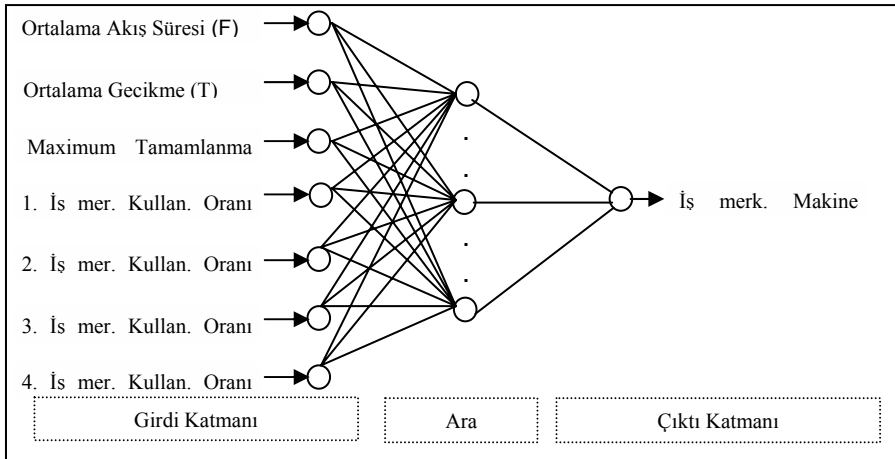 Ortalama Akış Süresi (F)
Ortalama Gecikme (T)
Maximum Tamamlanma
1. İs mer. Kullan. Oranı
2. İş mer. Kullan. Oranı
3. İs mer. Kullan. Oranı
4. İs mer. Kullan. Oranı
İş merk. Makine
Girdi Katmanı
Ara
Çıktı Katmanı